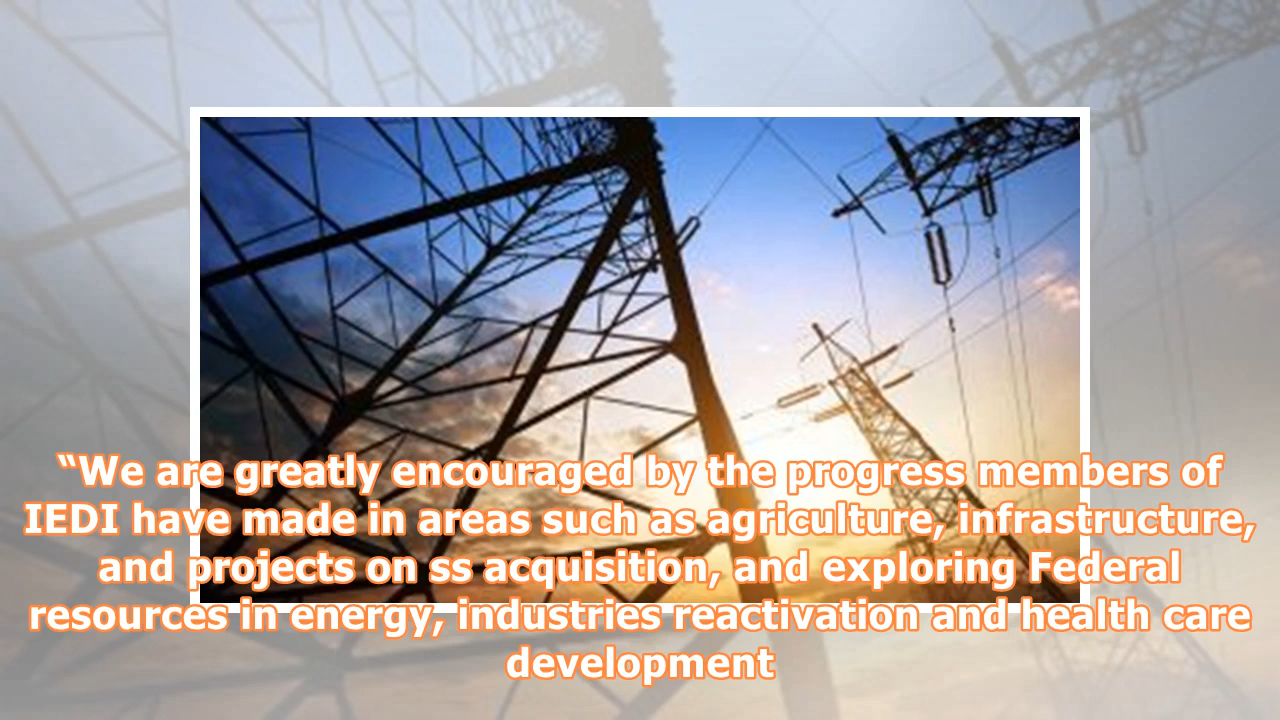 “We are greatly encouraged by the progress members of
IEDI have made in areas such as agriculture, infrastructure,
and projects on ss acquisition, and exploring Federal
resources in energy, industries reactivation and health care
development